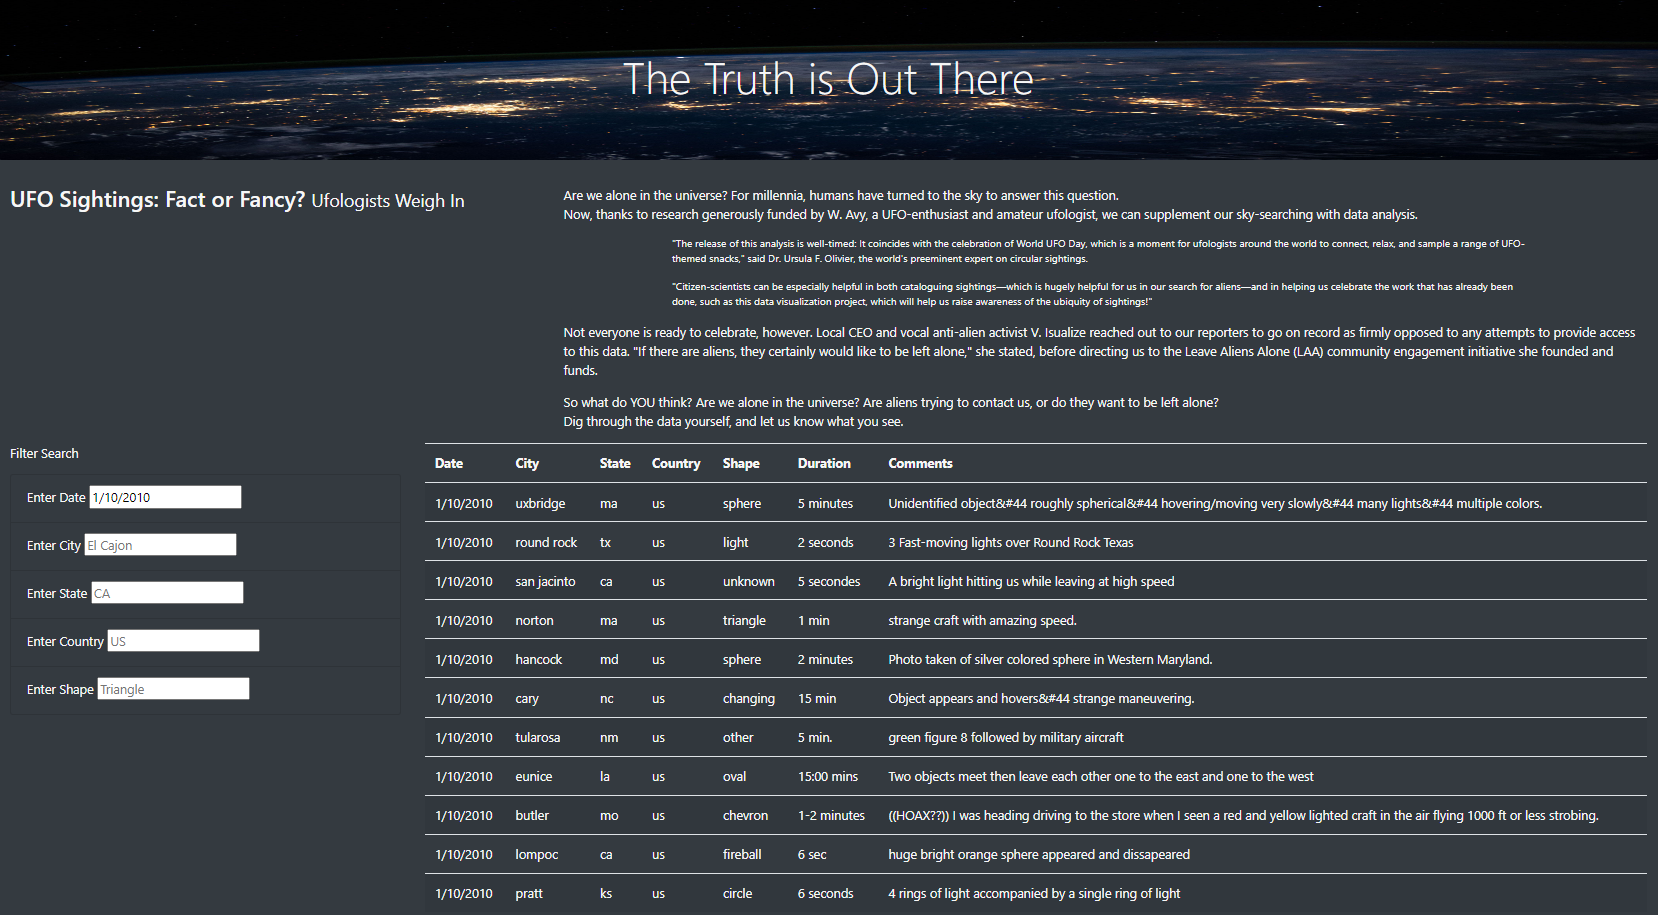 The Truth is Out There
UFO Sightings: Fact or Fancy? Ufologists Weigh In
Are we alone in the universe? For millennia, humans have turned to the sky to answer this question.
Now, thanks to research generously funded by W. Avy, a UFO-enthusiast and amateur ufologist, we can supplement our sky-searching with data analysis.
"The release of this analysis is well-timed: It coincides with the celebration of World UFO Day, which is a moment for ufologists around the world to connect, relax, and sample a range of UFO-
themed snacks," said Dr. Ursula F. Olivier, the world's preeminent expert on circular sightings.
"Citizen-scientists can be especially helpful in both cataloguing sightings—which is hugely helpful for us in our search for aliens—and in helping us celebrate the work that has already been
done, such as this data visualization project, which will help us raise awareness of the ubiquity of sightings!"
Not everyone is ready to celebrate, however. Local CEO and vocal anti-alien activist V. Isualize reached out to our reporters to go on record as firmly opposed to any attempts to provide access
to this data. "If there are aliens, they certainly would like to be left alone," she stated, before directing us to the Leave Aliens Alone (LAA) community engagement initiative she founded and
funds.
So what do YOU think? Are we alone in the universe? Are aliens trying to contact us, or do they want to be left alone?
Dig through the data yourself, and let us know what you see.
Filter Search
Enter Date 1/10/2010
Enter City El Cajon
Enter State CA
Enter Country US
Enter Shape Triangle
Date City State Country Shape Duration Comments
1/10/2010 uxbridge ma us sphere 5 minutes Unidentified object&#44 roughly spherical&#44 hovering/moving very slowly&#44 many lights&#44 multiple colors.
1/10/2010 round rock tx us light 2 seconds 3 Fast-moving lights over Round Rock Texas
1/10/2010 san jacinto ca us unknown 5 secondes A bright light hitting us while leaving at high speed
1/10/2010 norton ma us triangle 1 min strange craft with amazing speed.
1/10/2010 hancock md us sphere 2 minutes Photo taken of silver colored sphere in Western Maryland.
1/10/2010 cary nc us changing 15 min Object appears and hovers&#44 strange maneuvering.
1/10/2010 tularosa nm us other 5 min. green figure 8 followed by military aircraft
1/10/2010 eunice la us oval 15:00 mins Two objects meet then leave each other one to the east and one to the west
1/10/2010 butler mo us chevron 1-2 minutes ((HOAX??)) I was heading driving to the store when I seen a red and yellow lighted craft in the air flying 1000 ft or less strobing.
1/10/2010 lompoc ca us fireball 6 sec huge bright orange sphere appeared and dissapeared
1/10/2010 pratt ks us circle 6 seconds 4 rings of light accompanied by a single ring of light